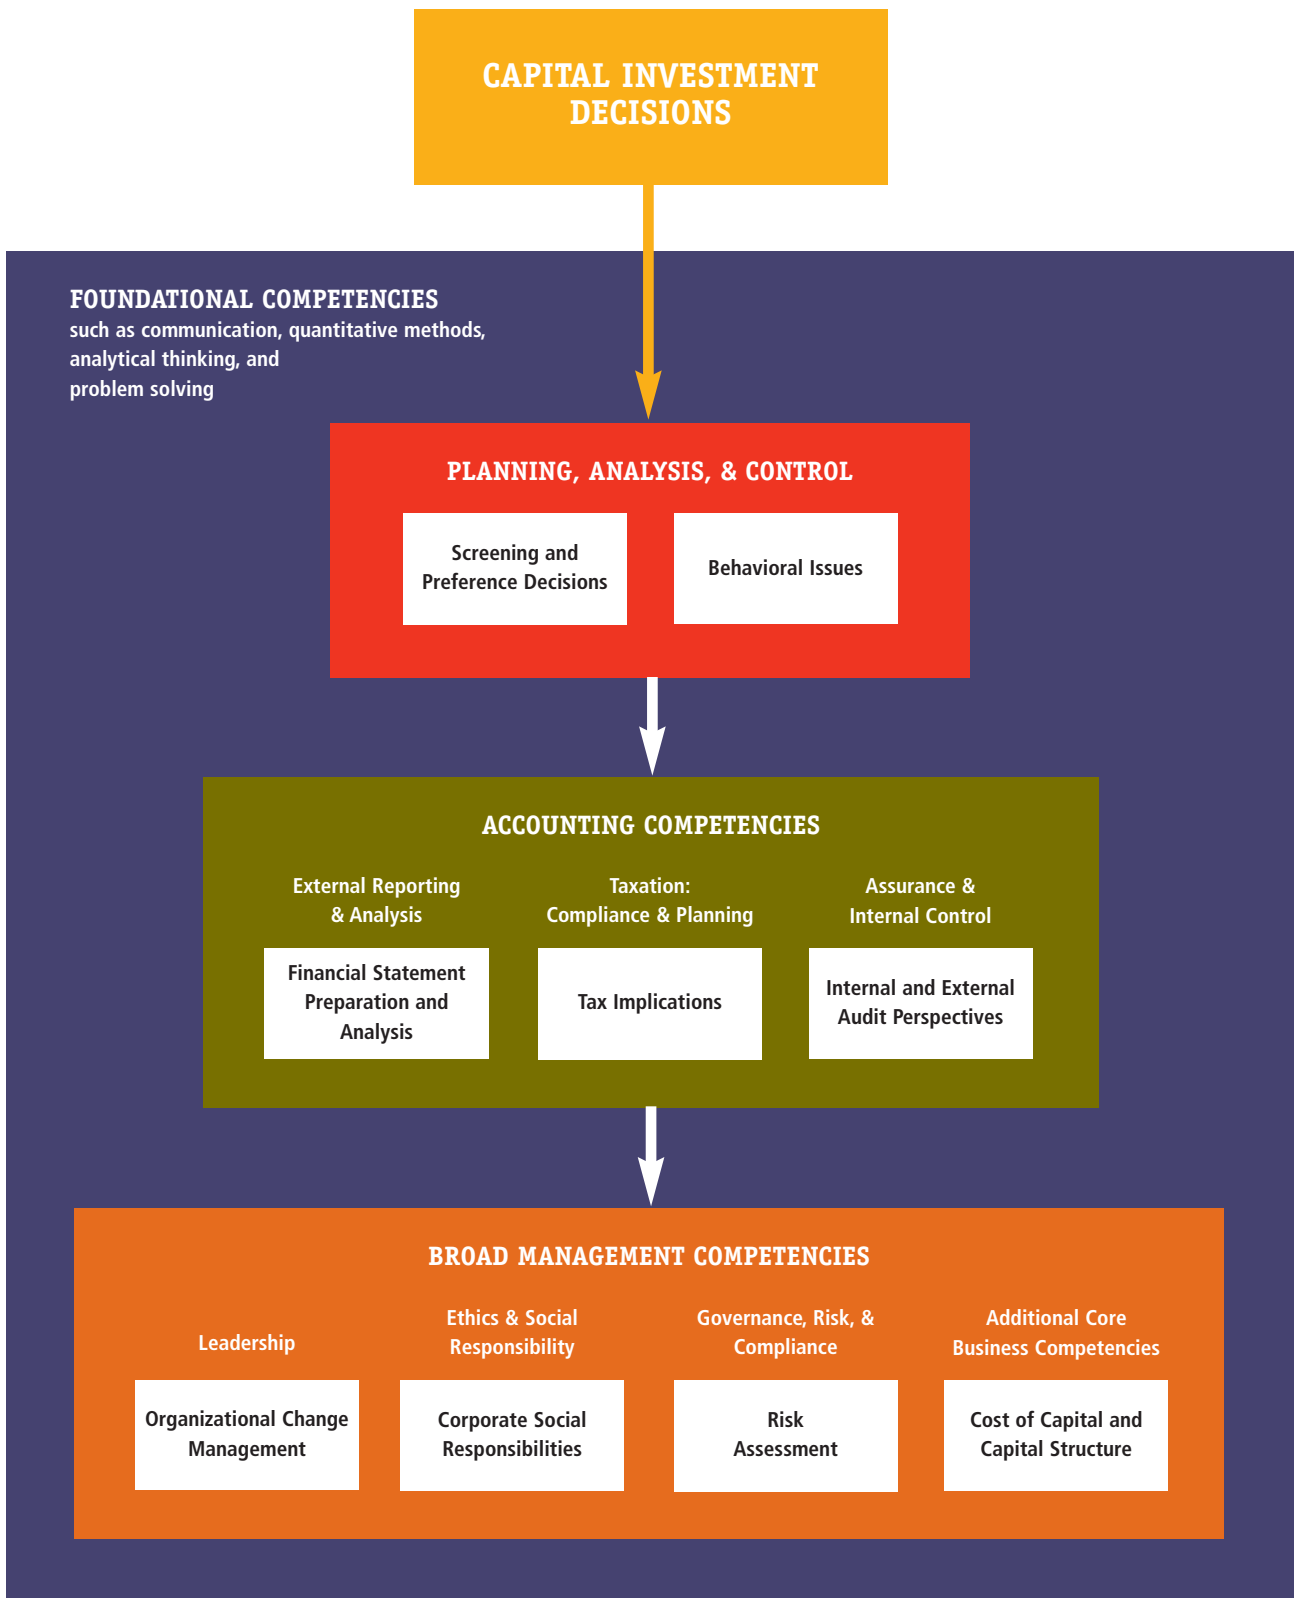 CAPITAL INVESTMENT
DECISIONS
FOUNDATIONAL COMPETENCIES
such as communication, quantitative methods,
analytical thinking, and
problem solving
PLANNING, ANALYSIS, & CONTROL
Screening and
Preference Decisions
Behavioral Issues
ACCOUNTING COMPETENCIES
External Reporting
& Analysis
Financial Statement
Preparation and
Analysis
Taxation:
Compliance & Planning
Tax Implications
Assurance &
Internal Control
Internal and External
Audit Perspectives
BROAD MANAGEMENT COMPETENCIES
Leadership
Organizational Change
Management
Ethics & Social
Responsibility
Corporate Social
Responsibilities
Governance, Risk, &
Compliance
Risk
Assessment
Additional Core
Business Competencies
Cost of Capital and
Capital Structure